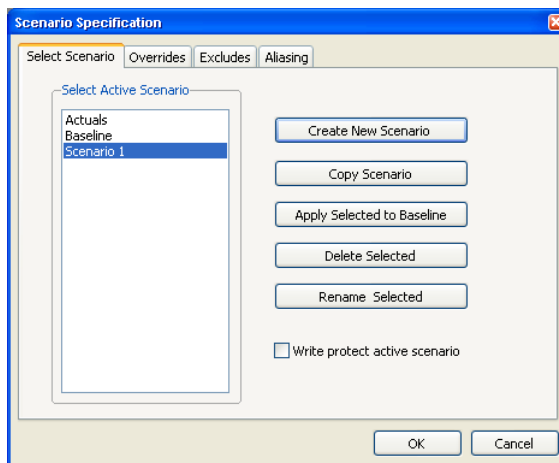 Scenario Specification
Select Scenario Overrides Excludes Aliasing
Select Active Scenario
Actuals
Baseline
Scenario 1
Create New Scenario
Copy Scenario
Apply Selected to Baseline
Delete Selected
Rename Selected
Write protect active scenario
OK Cancel